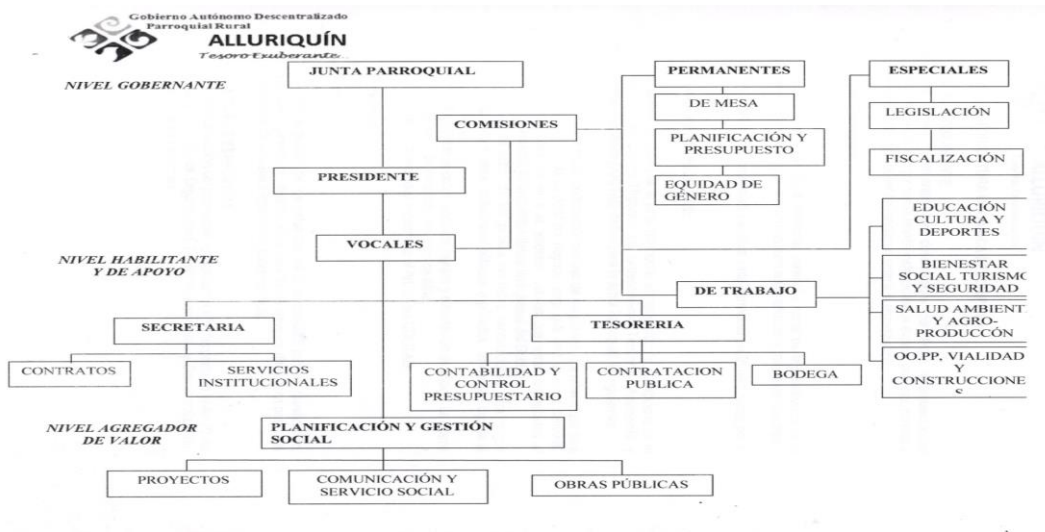 Gobierno Autónomo Descentralizado
Parroquial Rural
ALLURIQUÍN
Tesoro Exuberante
NIVEL GOBERNANTE
JUNTA PARROQUIAL
COMISIONES
PRESIDENTE
VOCALES
PERMANENTES
DE MESA
PLANIFICACIÓN Y
PRESUPUESTO
EQUIDAD DE
GÉNERO
ESPECIALES
LEGISLACIÓN
FISCALIZACIÓN
DE TRABAJO
EDUCACIÓN
CULTURA Y
DEPORTES
BIENESTAR
SOCIAL TURISMO
Y SEGURIDAD
SALUD AMBIENT
Y AGRO-
PRODUCCÓN
OO.PP, VIALIDAD
Y
CONSTRUCCIONE
NIVEL HABILITANTE
Y DE APOYO
SECRETARIA
CONTRATOS
SERVICIOS
INSTITUCIONALES
TESORERIA
CONTABILIDAD Y
CONTROL
PRESUPUESTARIO
CONTRATACION
PUBLICA
BODEGA
NIVEL AGREGADOR
DE VALOR
PLANIFICACIÓN Y GESTIÓN
SOCIAL
PROYECTOS
COMUNICACIÓN Y
SERVICIO SOCIAL
OBRAS PÚBLICAS